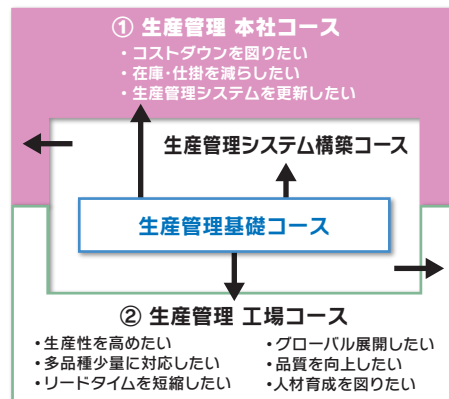 ① 生産管理 本社コース
・コストダウンを図りたい
・在庫・仕掛を減らしたい
・生産管理システムを更新したい
生産管理システム構築コース
生産管理基礎コース
② 生産管理 工場コース
・生産性を高めたい
・多品種少量に対応したい
・リードタイムを短縮したい
・グローバル展開したい
・品質を向上したい
・人材育成を図りたい